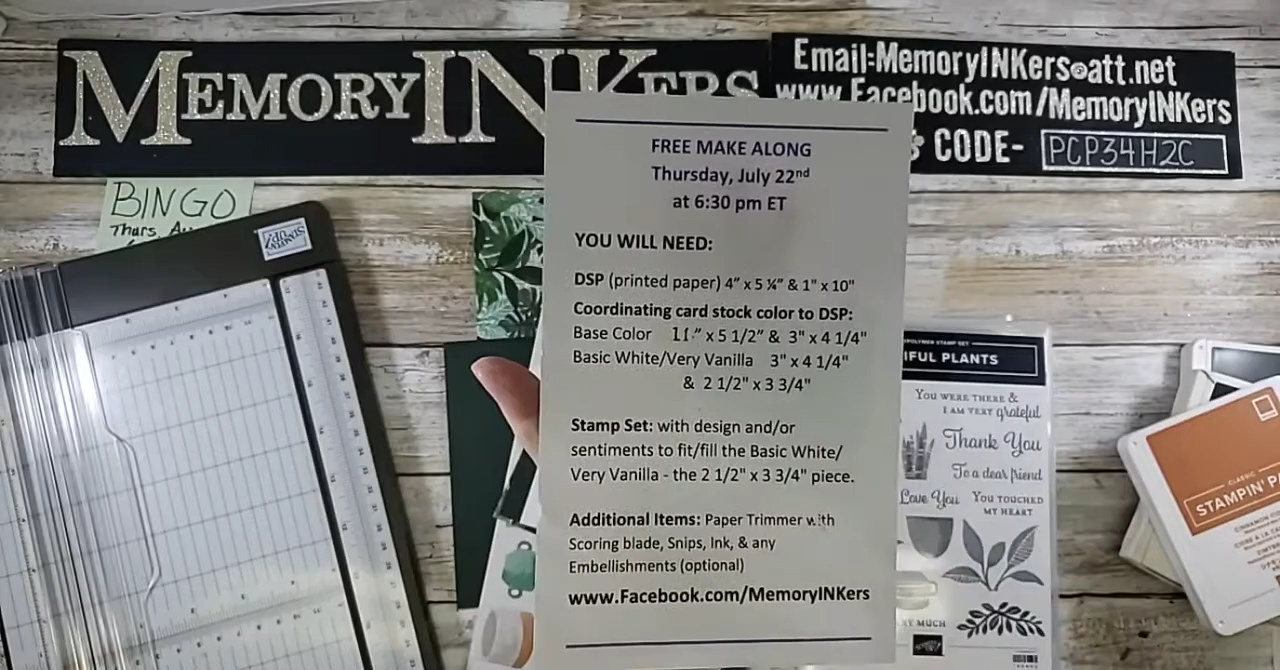 MEMORYINKERS
Email:MemoryINKers@att.net
www.Facebook.com/MemoryINKers
CODE- PCP34H2C
BINGO
Thurs.
STAMPIN' UP!
FREE MAKE ALONG
Thursday, July 22nd
at 6:30 pm ET
YOU WILL NEED:
DSP (printed paper) 4" x 5 ¼" & 1" x 10"
Coordinating card stock color to DSP:
Base Color 11" x 5 1/2" & 3" x 4 1/4"
Basic White/Very Vanilla 3" x 4 1/4"
& 2 1/2" x 3 3/4"
Stamp Set: with design and/or
sentiments to fit/fill the Basic White/
Very Vanilla - the 2 1/2" x 3 3/4" piece.
Additional Items: Paper Trimmer with
Scoring blade, Snips, Ink, & any
Embellishments (optional)
www.Facebook.com/MemoryINKers
PLANTS
YOU WERE THERE &
I AM VERY grateful
Thank You
To a dear friend
Love You
YOU TOUCHED
MY HEART
MUCH
CLASSIC
STAMPIN'